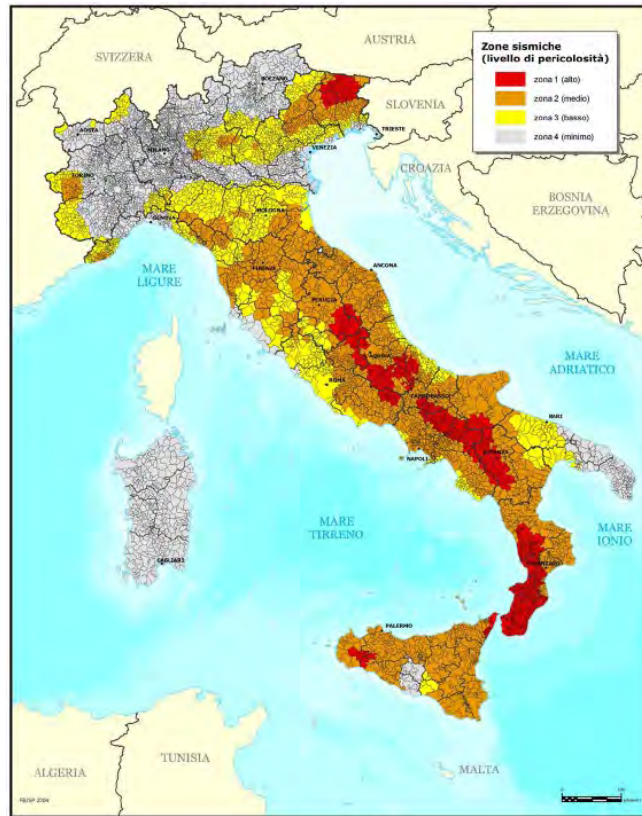 SVIZZERA
AUSTRIA
Zone sismiche
(livello di pericolosità)
zona 1 (alto)
zona 2 (medio)
zona 3 (basso)
zona 4 (minimo)
BOLZANO
SLOVENIA
AOSTA
MILANO
TRIESTE
VENEZIA
TORINO
CROAZIA
BOLOGNA
GENOVA
BOSNIA
ERZEGOVINA
FIRENZE
ANCONA
MARE
LIGURE
PERUGIA
ROMA
MARE
ADRIATICO
CAMPOBASSO
BARI
NAPOLI
POTENZA
MARE
TIRRENO
MARE
IONIO
CAGLIARI
CATANZARO
PALERMO
TUNISIA
ALGERIA
MALTA